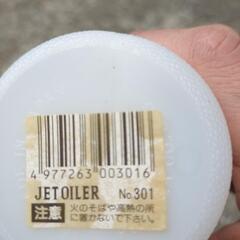 4 977263 003016
JET OILER No.301
注意 火のそばや高熱の所
に置かないで下さい。